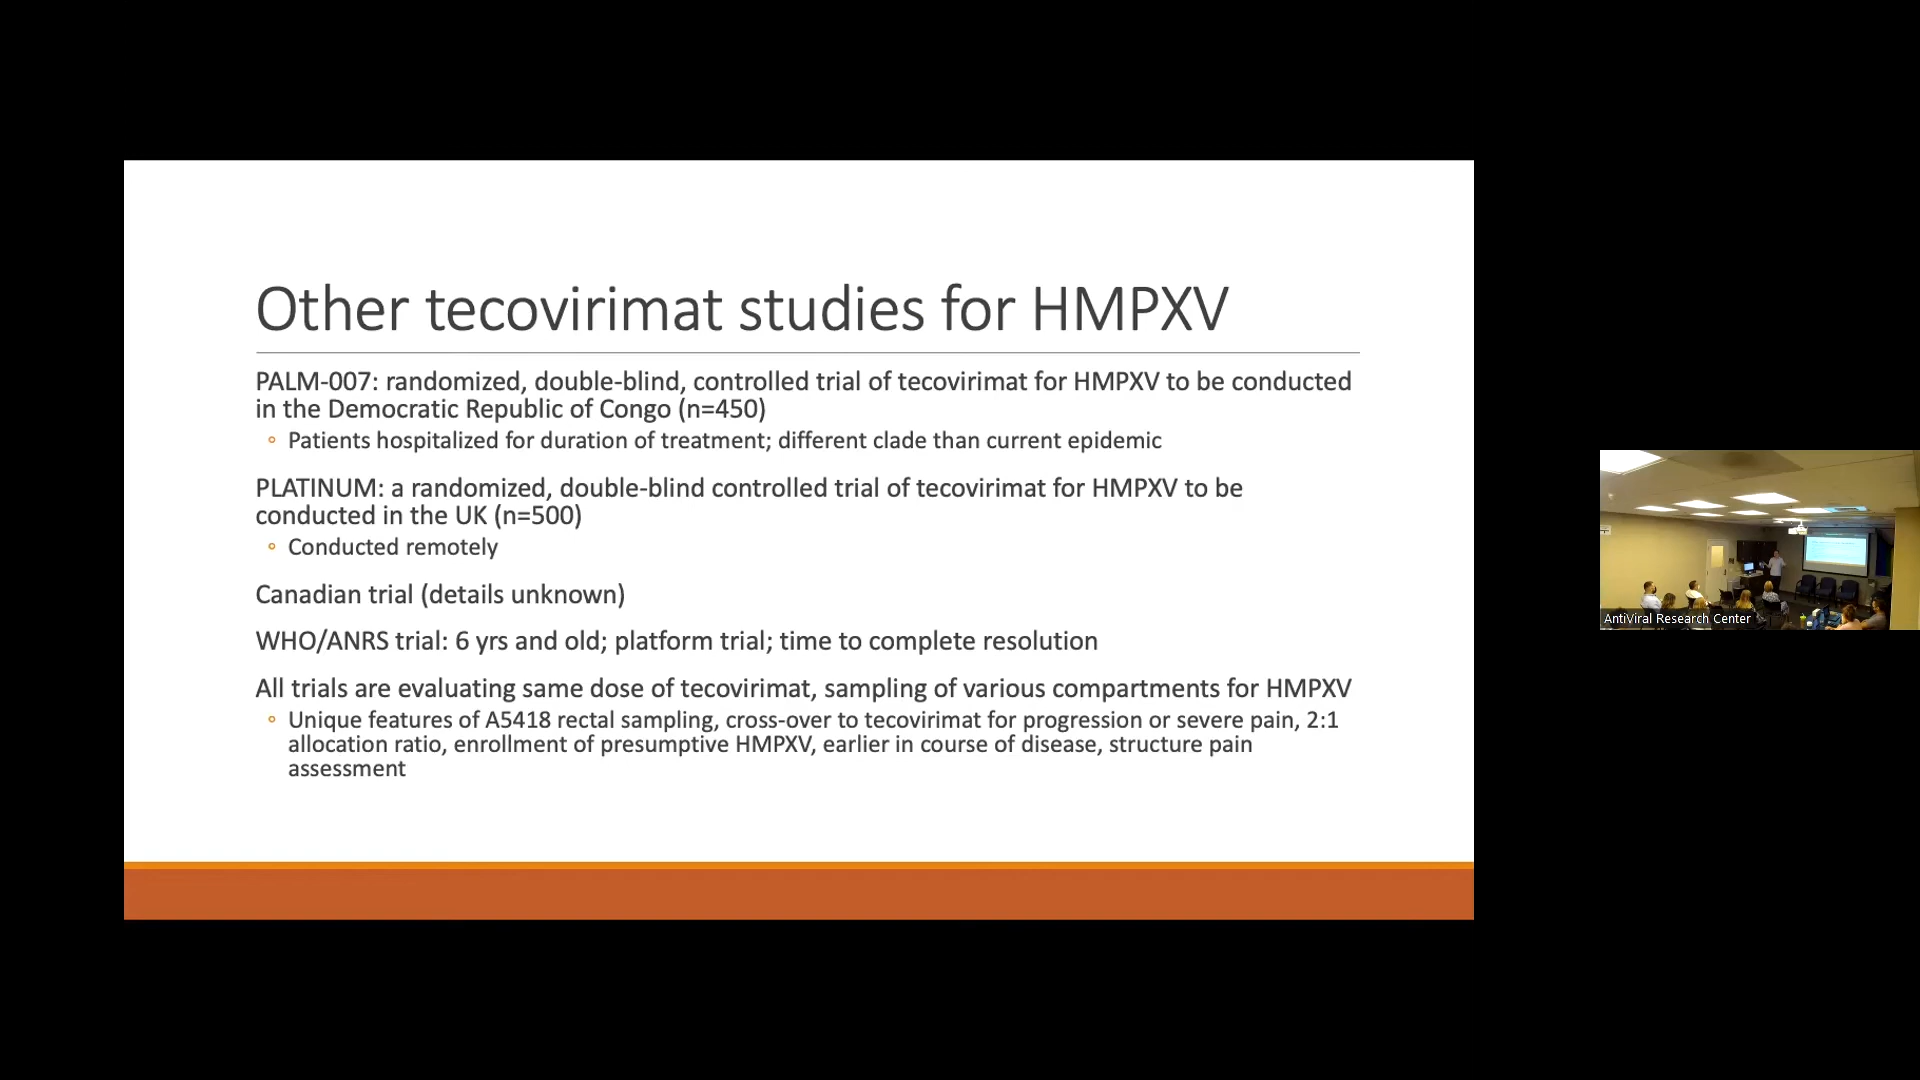 Other tecovirimat studies for HMPXV
PALM-007: randomized, double-blind, controlled trial of tecovirimat for HMPXV to be conducted
in the Democratic Republic of Congo (n=450)
◦ Patients hospitalized for duration of treatment; different clade than current epidemic
PLATINUM: a randomized, double-blind controlled trial of tecovirimat for HMPXV to be
conducted in the UK (n=500)
◦ Conducted remotely
Canadian trial (details unknown)
WHO/ANRS trial: 6 yrs and old; platform trial; time to complete resolution
All trials are evaluating same dose of tecovirimat, sampling of various compartments for HMPXV
◦ Unique features of A5418 rectal sampling, cross-over to tecovirimat for progression or severe pain, 2:1
allocation ratio, enrollment of presumptive HMPXV, earlier in course of disease, structure pain
assessment
AntiViral Research Center